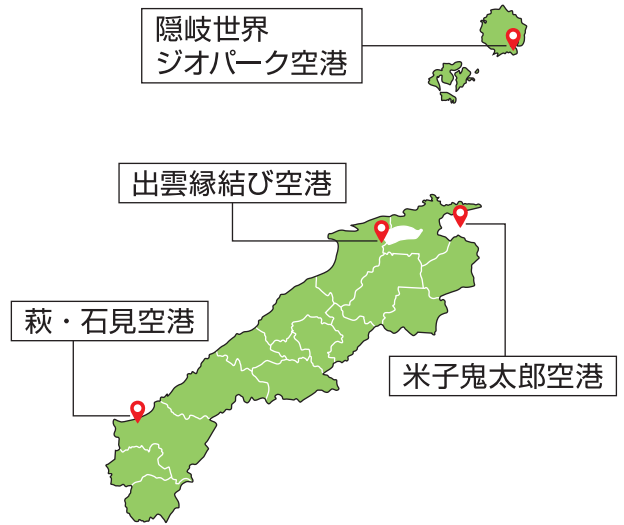 隠岐世界
ジオパーク空港
出雲縁結び空港
萩・石見空港
米子鬼太郎空港